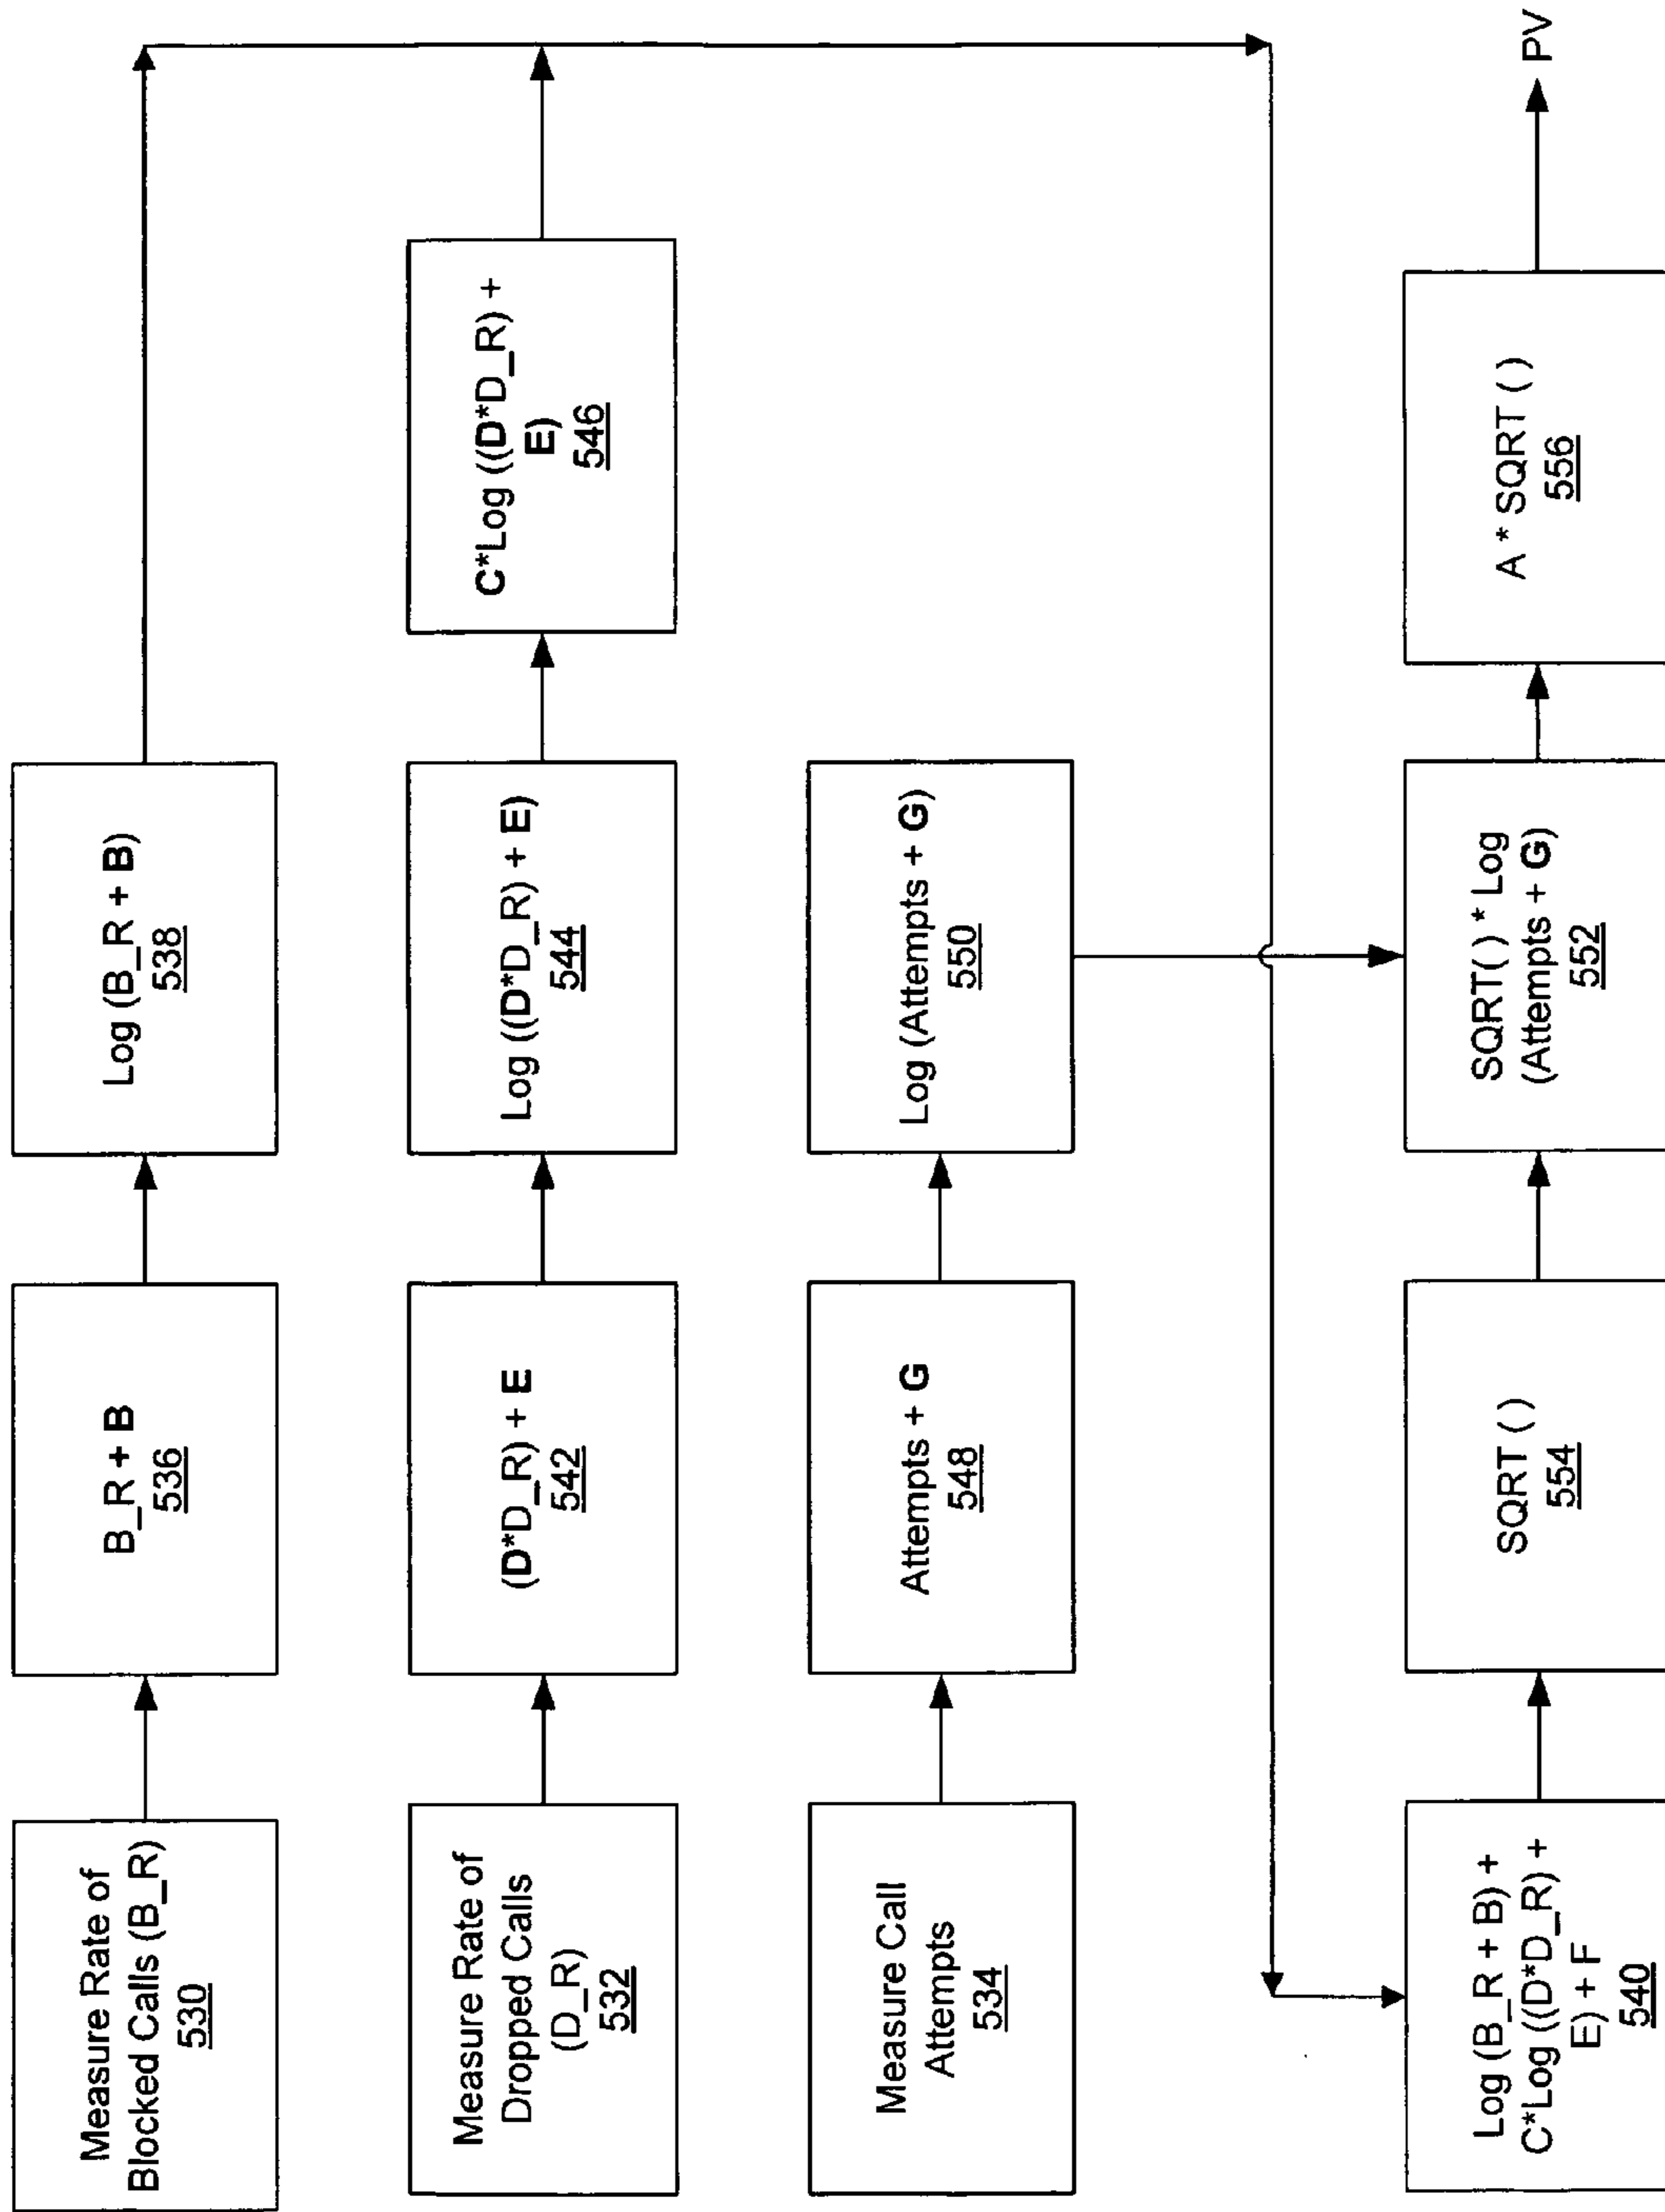 Measure Rate of
Blocked Calls (B_R)
530
B_R + B
536
Log (B_R + B)
538
Measure Rate of
Dropped Calls
(D_R)
532
(D*D_R) + E
542
Log ((D*D_R) + E)
544
C*Log ((D*D_R) +
E)
546
Measure Call
Attempts
534
Attempts + G
548
Log (Attempts + G)
550
Log (B_R + B) +
C*Log ((D*D_R) +
E) + F
540
SQRT ( )
554
SQRT( ) * Log
(Attempts + G)
552
A * SQRT ( )
556
PV